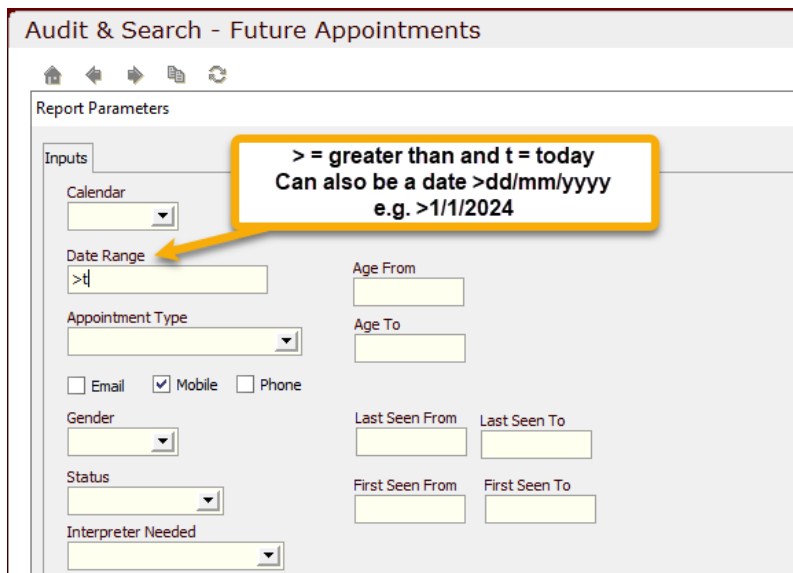 Audit & Search - Future Appointments
Report Parameters
Inputs
> = greater than and t = today
Can also be a date >dd/mm/yyyy
e.g. >1/1/2024
Calendar
Date Range
>t
Age From
Appointment Type
Age To
Email Mobile Phone
Gender
Last Seen From Last Seen To
Status
First Seen From First Seen To
Interpreter Needed